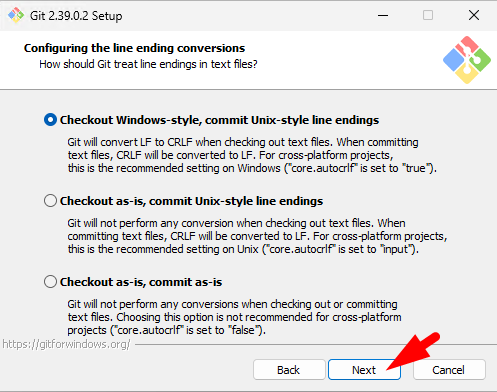 Git 2.39.0.2 Setup
Configuring the line ending conversions
How should Git treat line endings in text files?
Checkout Windows-style, commit Unix-style line endings
Git will convert LF to CRLF when checking out text files. When committing
text files, CRLF will be converted to LF. For cross-platform projects,
this is the recommended setting on Windows ("core.autocrlf" is set to "true").
Checkout as-is, commit Unix-style line endings
Git will not perform any conversion when checking out text files. When
committing text files, CRLF will be converted to LF. For cross-platform projects,
this is the recommended setting on Unix ("core.autocrlf" is set to "input").
Checkout as-is, commit as-is
Git will not perform any conversions when checking out or committing
text files. Choosing this option is not recommended for cross-platform
projects ("core.autocrlf" is set to "false").
https://gitforwindows.org/
Back Next Cancel